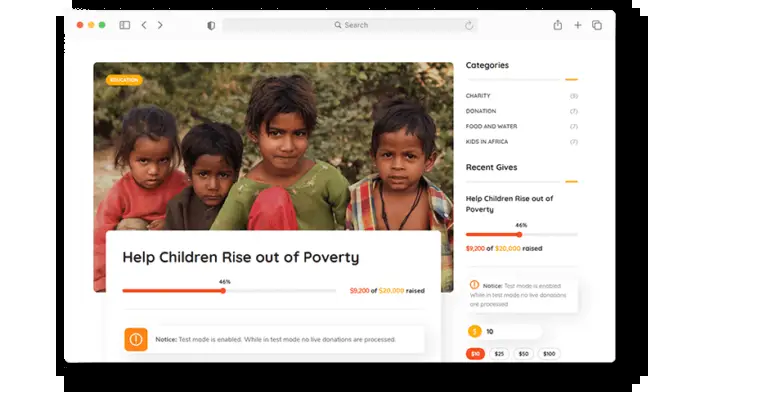 Search
EDUCATION
Help Children Rise out of Poverty
46%
$9,200 of $20,000 raised
Notice: Test mode is enabled. While in test mode no live donations are processed.
Categories
CHARITY (3)
DONATION (7)
FOOD AND WATER (7)
KIDS IN AFRICA (7)
Recent Gives
Help Children Rise out of
Poverty
46%
$9,200 of $20,000 raised
Notice: Test mode is enabled.
While in test mode no live donations
are processed.
$ 10
$10 $25 $50 $100